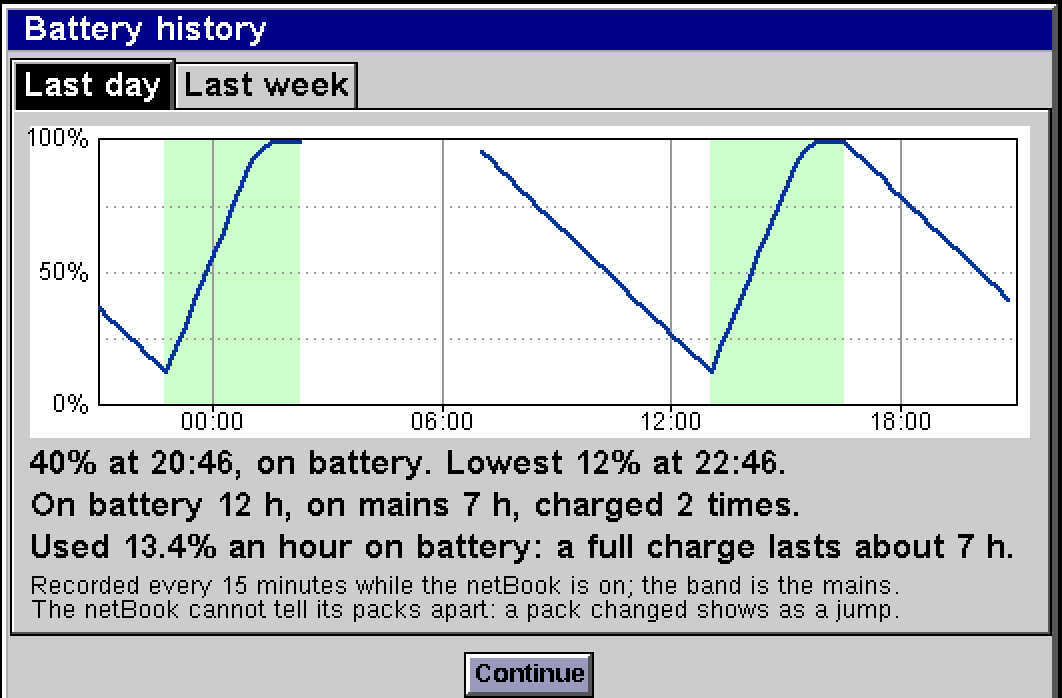 Battery history
Last day
Last week
100%
50%
0%
00:00
06:00
12:00
18:00
40% at 20:46, on battery. Lowest 12% at 22:46.
On battery 12 h, on mains 7 h, charged 2 times.
Used 13.4% an hour on battery: a full charge lasts about 7 h.
Recorded every 15 minutes while the netBook is on; the band is the mains.
The netBook cannot tell its packs apart: a pack changed shows as a jump.
Continue